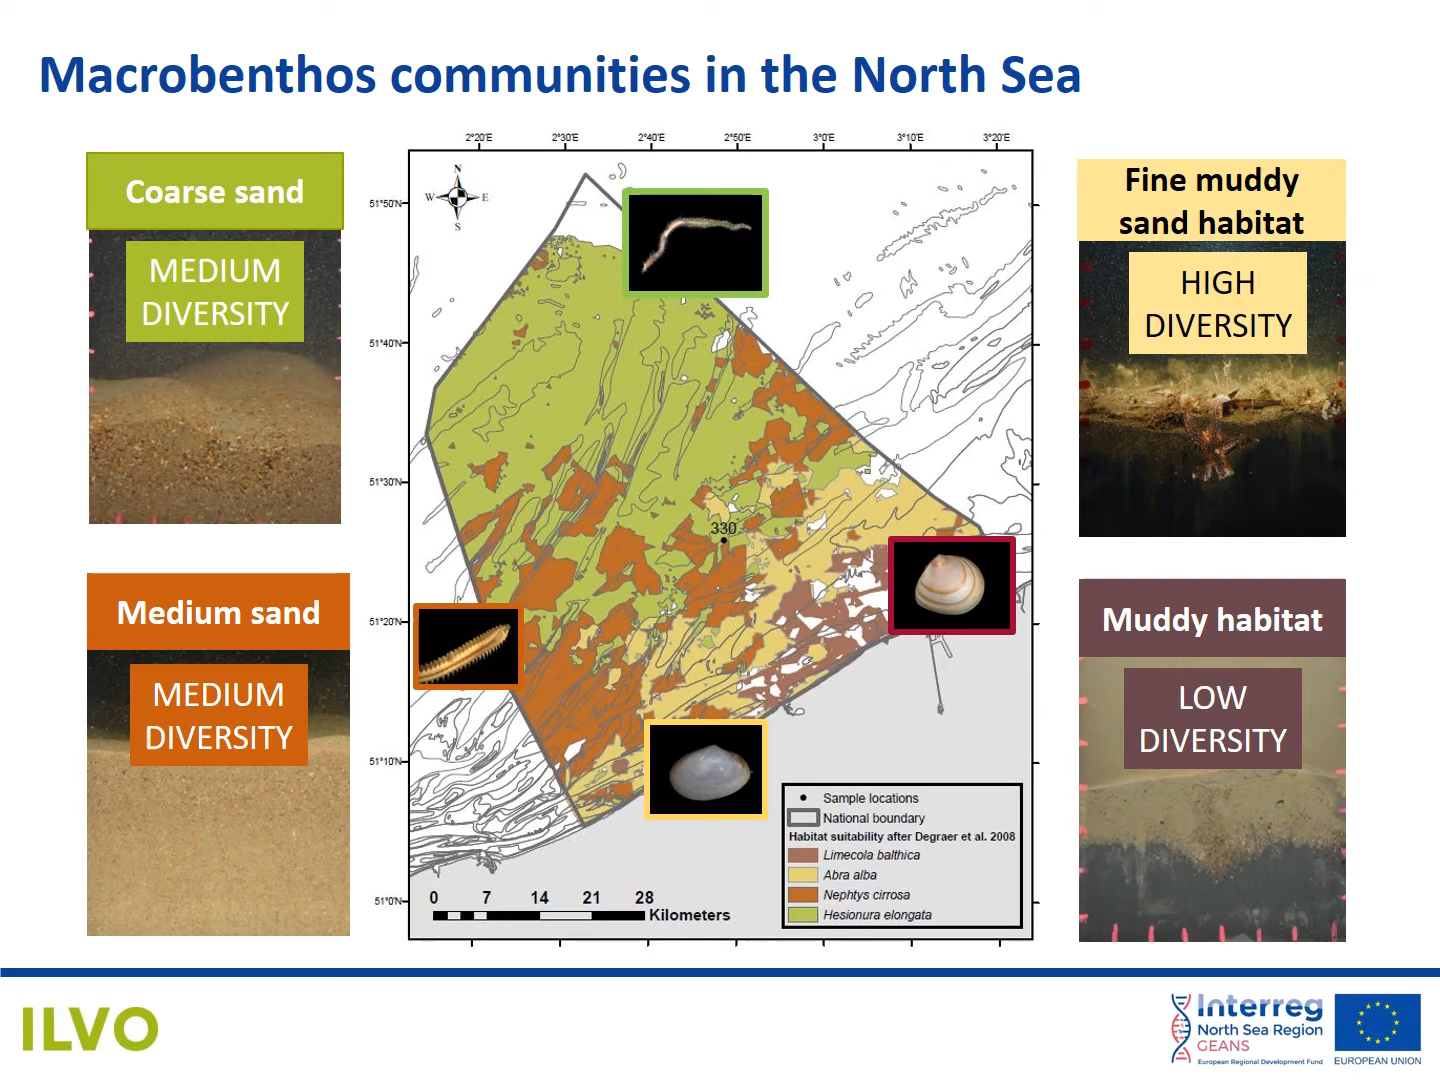 Macrobenthos communities in the North Sea
Coarse sand
MEDIUM
DIVERSITY
Medium sand
MEDIUM
DIVERSITY
2°20'E 2°30'E 2°40'E 2°50'E 3°0'E 3°10'E 3°20'E
N
W E
S
51°50'N
51°40'N
51°30'N
51°20'N
51°10'N
51°0'N
330
0 7 14 21 28
Kilometers
Sample locations
National boundary
Habitat suitability after Degraer et al. 2008
Limecola balthica
Abra alba
Nephtys cirrosa
Hesionura elongata
Fine muddy
sand habitat
HIGH
DIVERSITY
Muddy habitat
LOW
DIVERSITY
ILVO
Interreg
North Sea Region
GEANS
European Regional Development Fund
EUROPEAN UNION